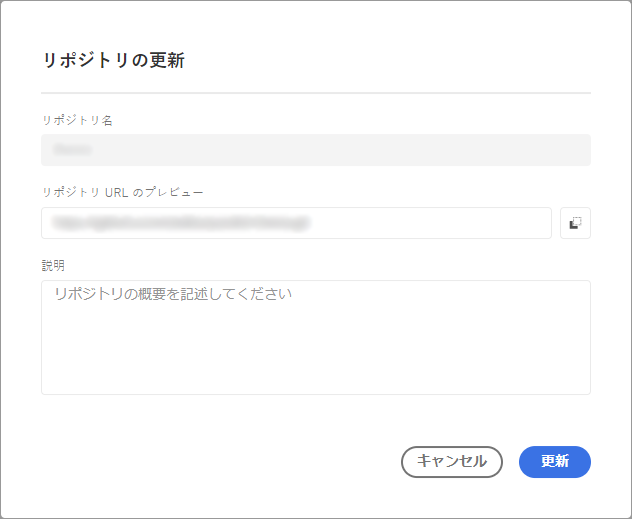 リポジトリの更新
リポジトリ名
リポジトリ URL のプレビュー
説明
リポジトリの概要を記述してください
キャンセル
更新